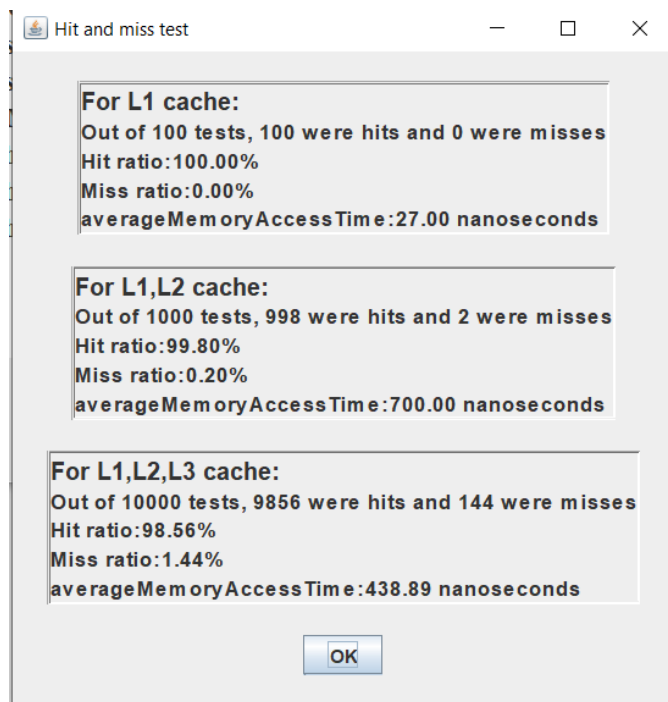 Hit and miss test
For L1 cache:
Out of 100 tests, 100 were hits and 0 were misses
Hit ratio:100.00%
Miss ratio:0.00%
averageMemoryAccessTime:27.00 nanoseconds
For L1,L2 cache:
Out of 1000 tests, 998 were hits and 2 were misses
Hit ratio:99.80%
Miss ratio:0.20%
averageMemoryAccessTime:700.00 nanoseconds
For L1,L2,L3 cache:
Out of 10000 tests, 9856 were hits and 144 were misses
Hit ratio:98.56%
Miss ratio:1.44%
averageMemoryAccessTime:438.89 nanoseconds
OK